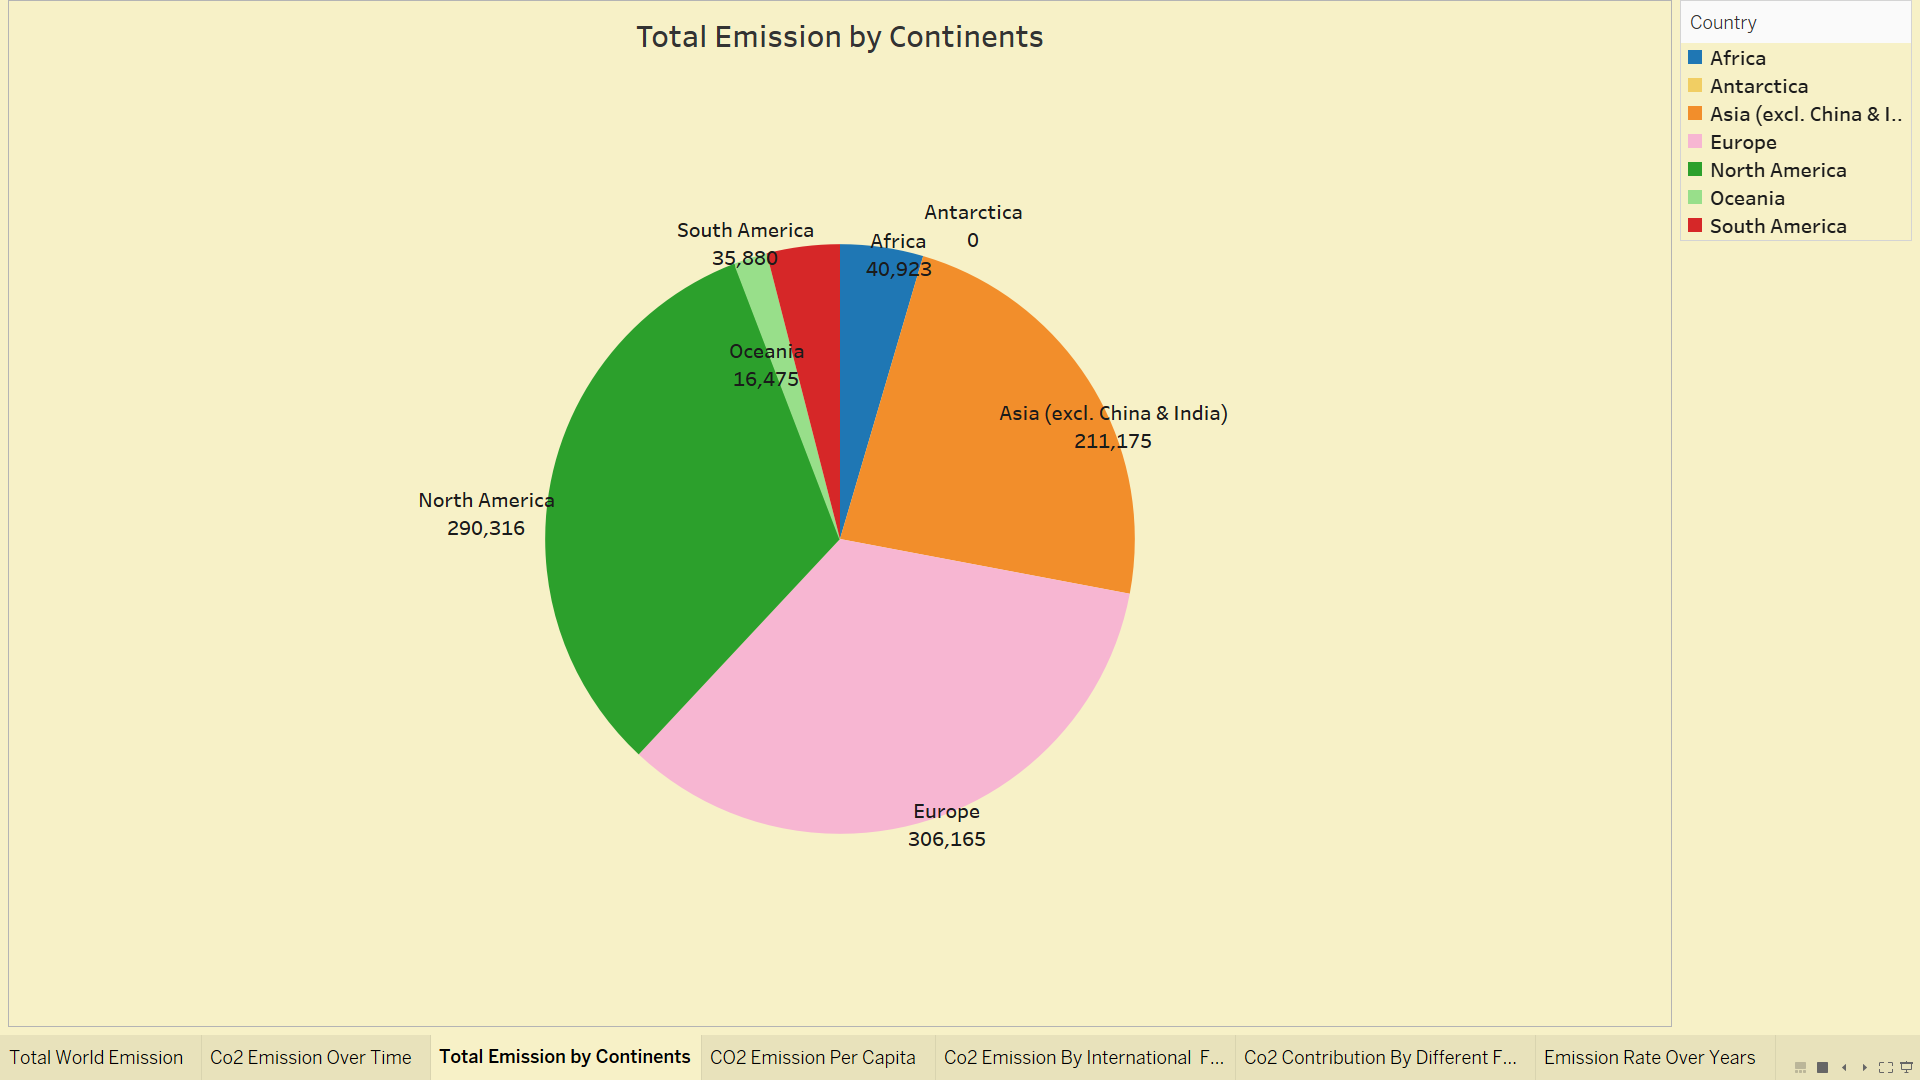 Total Emission by Continents
Country
Africa
Antarctica
Asia (excl. China & I..
Europe
North America
Oceania
South America
Antarctica
0
South America
35,880
Africa
40,923
Oceania
16,475
Asia (excl. China & India)
211,175
North America
290,316
Europe
306,165
Total World Emission
Co2 Emission Over Time
Total Emission by Continents
CO2 Emission Per Capita
Co2 Emission By International F...
Co2 Contribution By Different F...
Emission Rate Over Years